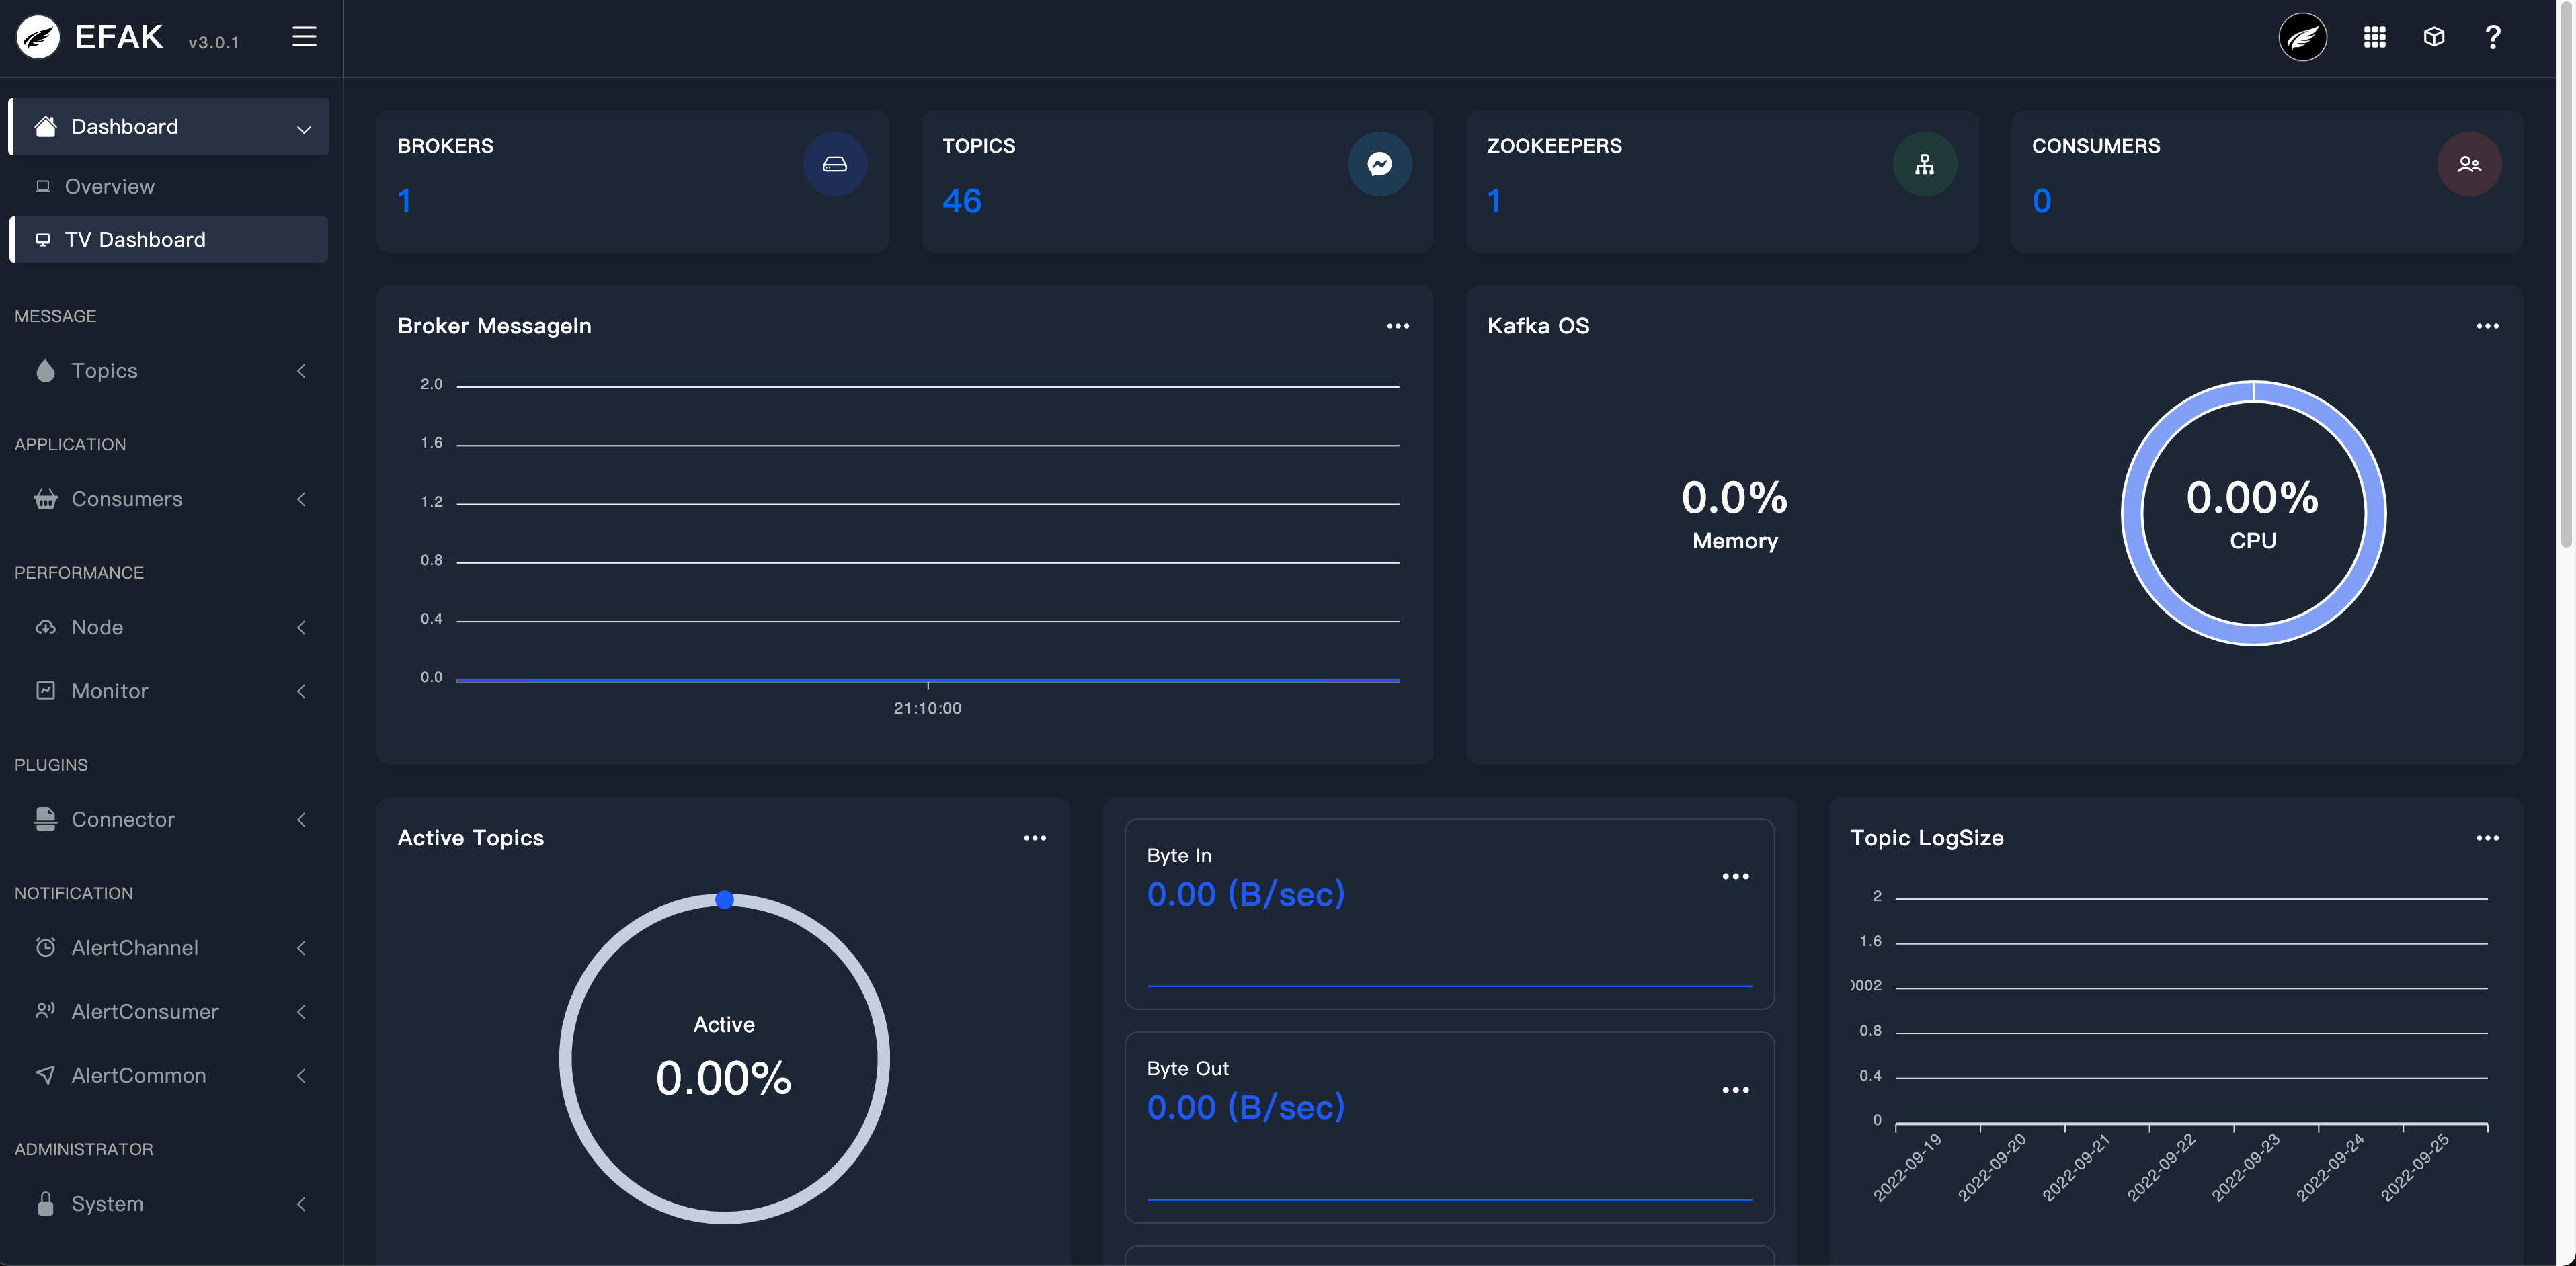 EFAK v3.0.1
Dashboard
Overview
TV Dashboard
MESSAGE
Topics
APPLICATION
Consumers
PERFORMANCE
Node
Monitor
PLUGINS
Connector
NOTIFICATION
AlertChannel
AlertConsumer
AlertCommon
ADMINISTRATOR
System
?
BROKERS
1
TOPICS
46
ZOOKEEPERS
1
CONSUMERS
0
Broker MessageIn
2.0
1.6
1.2
0.8
0.4
0.0
21:10:00
Kafka OS
0.0%
Memory
0.00%
CPU
Active Topics
Active
0.00%
Byte In
0.00 (B/sec)
Byte Out
0.00 (B/sec)
Topic LogSize
2
1.6
0002
0.8
0.4
0
2022-09-19
2022-09-20
2022-09-21
2022-09-22
2022-09-23
2022-09-24
2022-09-25